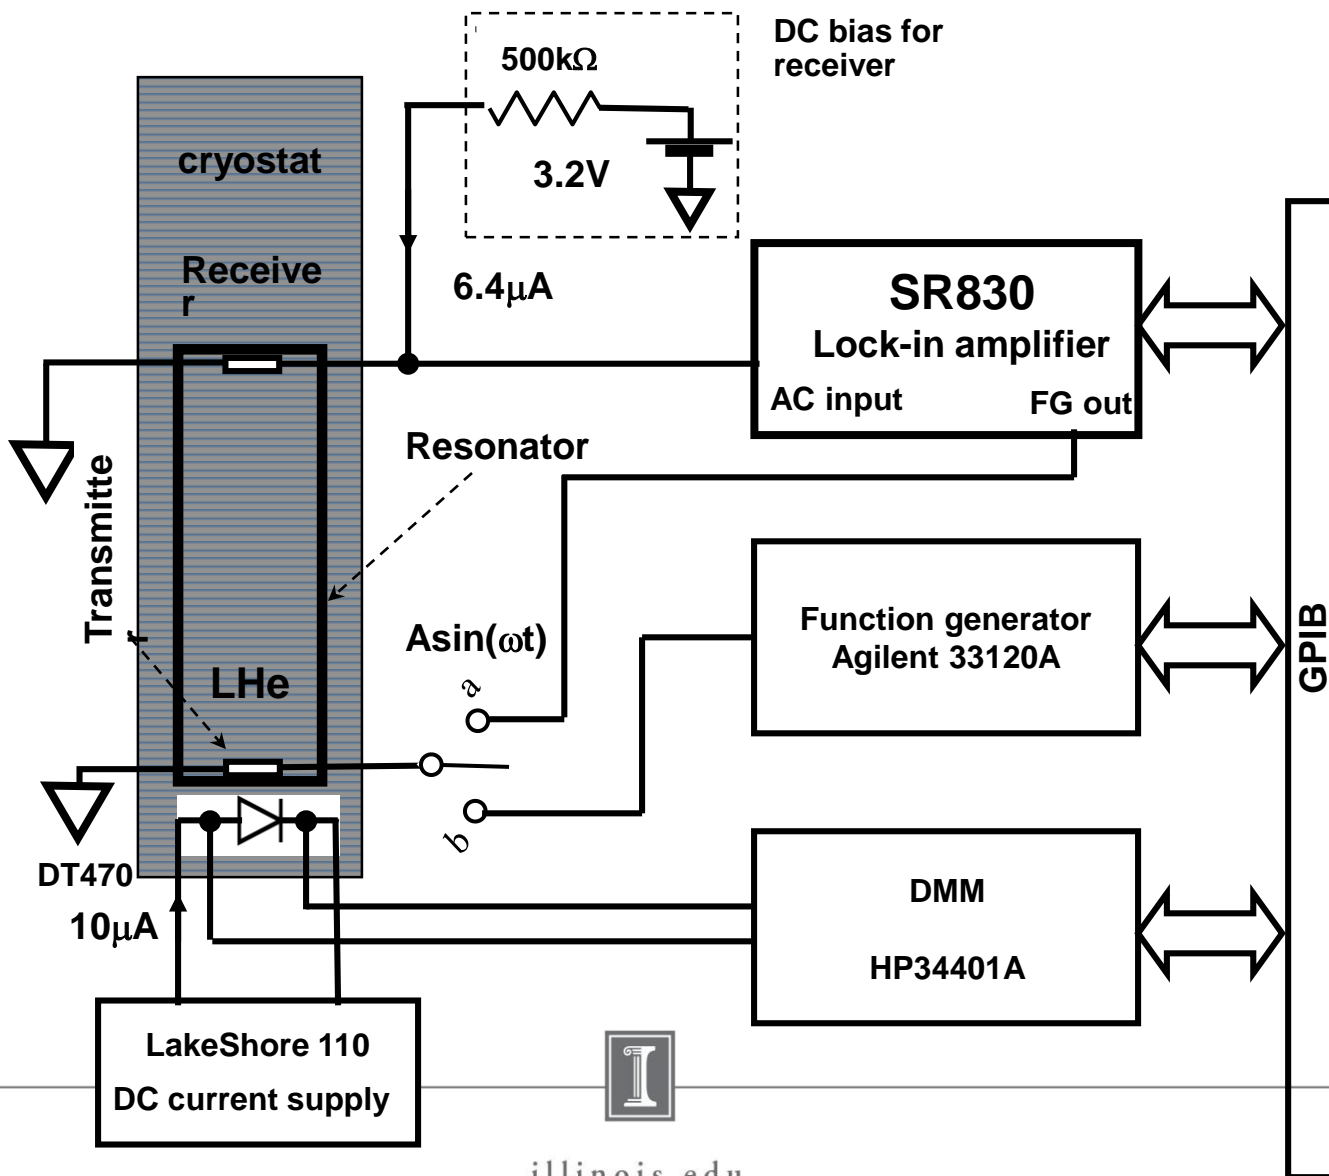 DC bias for
receiver
500kΩ
3.2V
cryostat
Receive
r
6.4μA
SR830
Lock-in amplifier
AC input
FG out
Resonator
Transmitte
r
Asin(ωt)
a
LHe
b
Function generator
Agilent 33120A
GPIB
DT470
10μA
DMM
HP34401A
LakeShore 110
DC current supply
I
illinois.edu